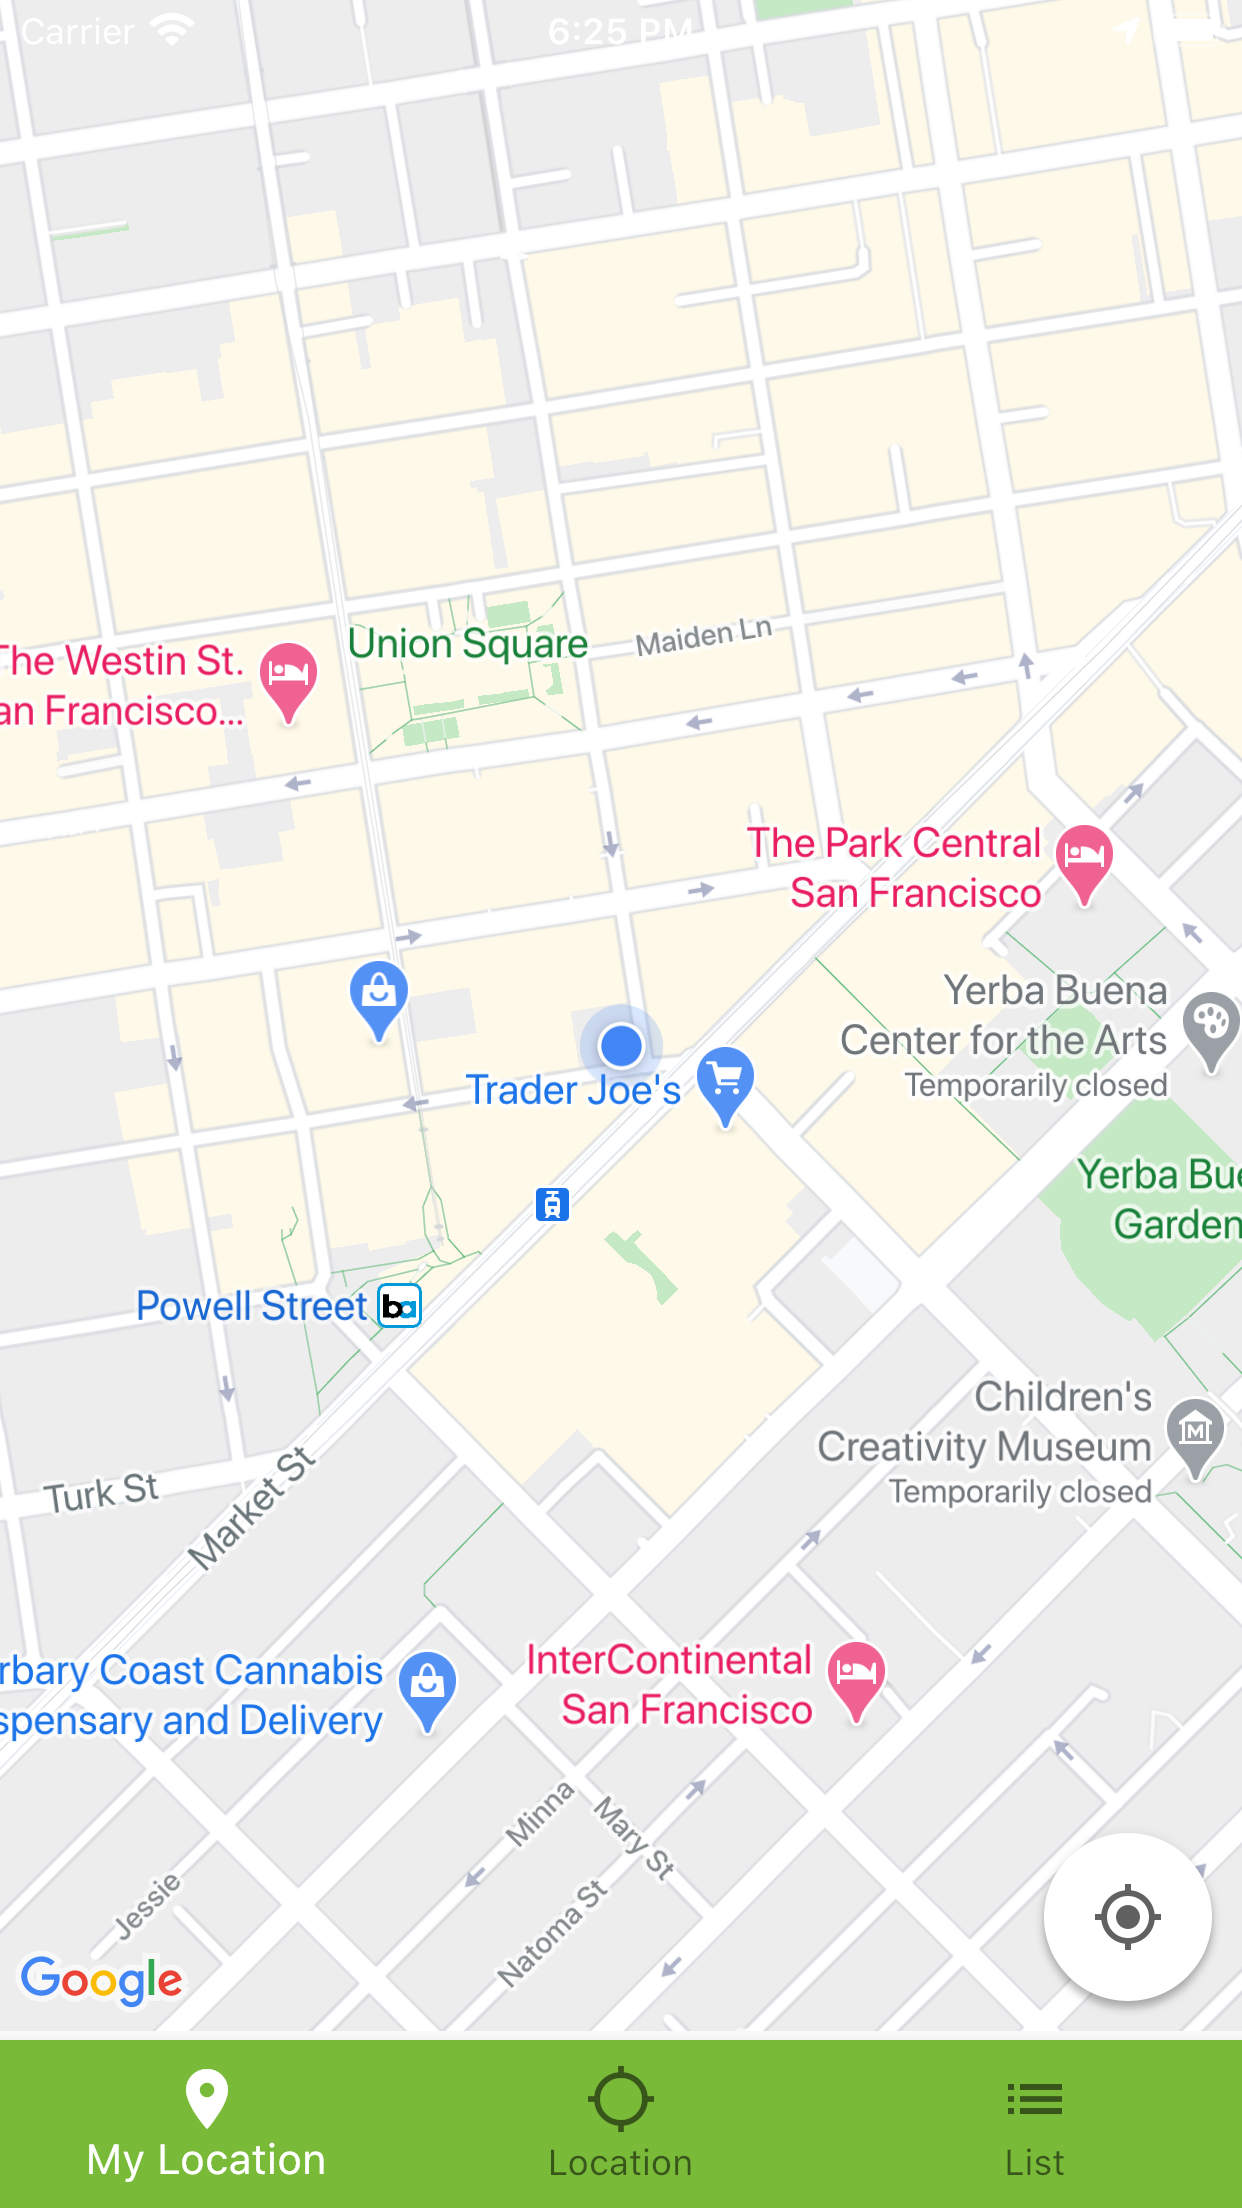 Carrier
6:25 PM
Union Square
Maiden Ln
The Westin St.
an Francisco...
The Park Central
San Francisco
Yerba Buena
Center for the Arts
Temporarily closed
Trader Joe's
Yerba Bue
Garden
Powell Street
ba
Children's
Creativity Museum
Temporarily closed
M
Turk St
Market St
rbary Coast Cannabis
spensary and Delivery
InterContinental
San Francisco
Minna
Mary St
Jessie
Natoma St
Google
My Location
Location
List